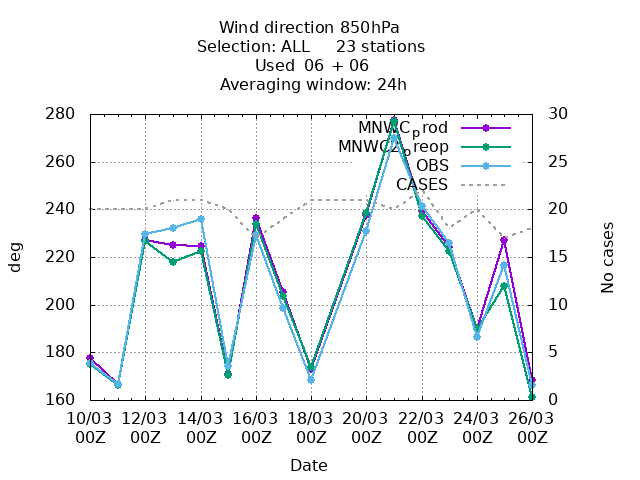 Wind direction 850hPa
Selection: ALL 23 stations
Used 06 + 06
Averaging window: 24h
280 30
MNWC_prod
MNWC2_preop
260 25
OBS
CASES
240 20
220 15
200 10
180 5
160 0
deg
No cases
10/03 12/03 14/03 16/03 18/03 20/03 22/03 24/03 26/03
00Z 00Z 00Z 00Z 00Z 00Z 00Z 00Z 00Z
Date